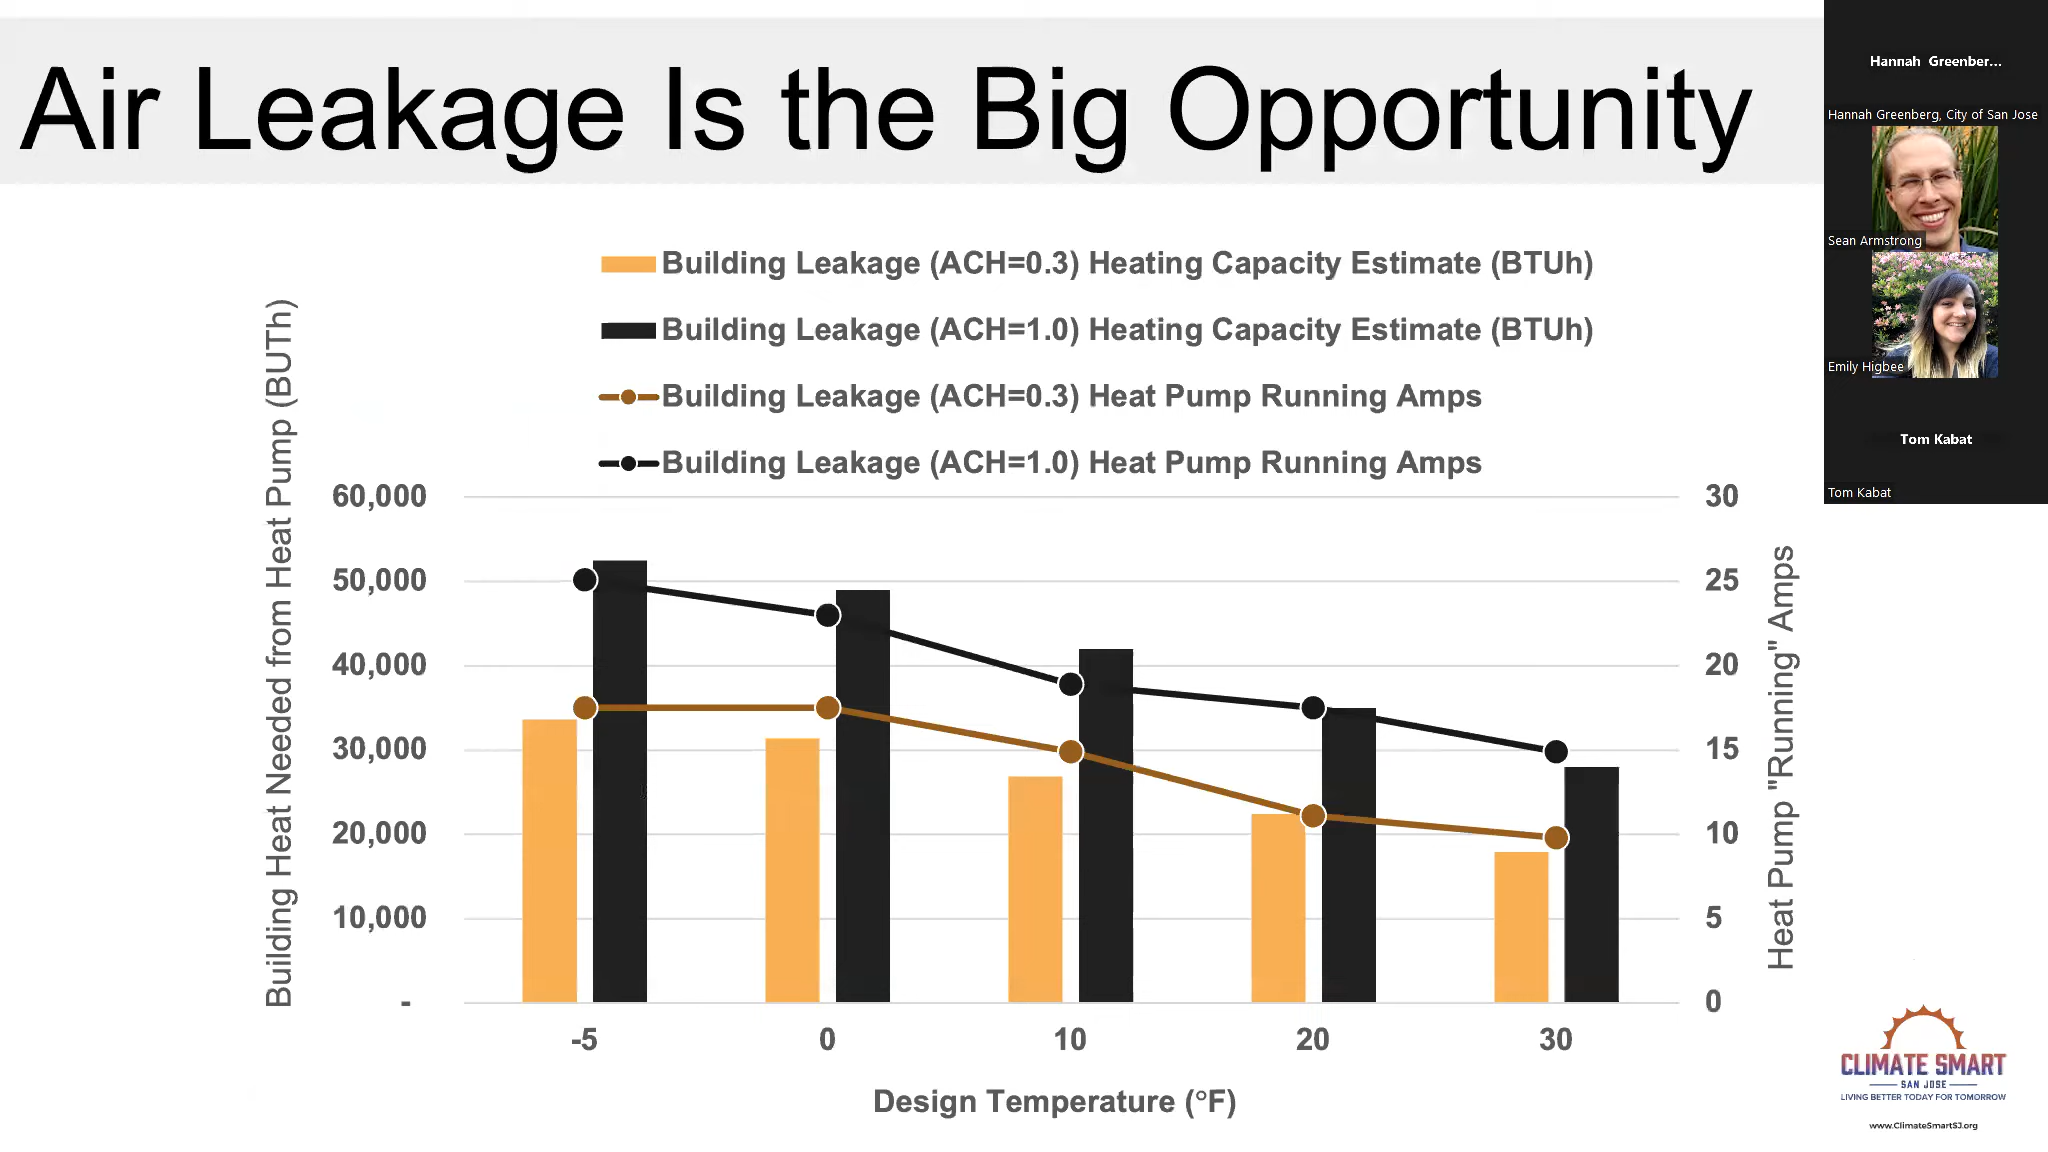 Air Leakage Is the Big Opportunity
Building Leakage (ACH=0.3) Heating Capacity Estimate (BTUh)
Building Leakage (ACH=1.0) Heating Capacity Estimate (BTUh)
Building Leakage (ACH=0.3) Heat Pump Running Amps
Building Leakage (ACH=1.0) Heat Pump Running Amps
Building Heat Needed from Heat Pump (BUTh)
60,000
50,000
40,000
30,000
20,000
10,000
-
30
25
20
15
10
5
0
Heat Pump "Running" Amps
-5 0 10 20 30
Design Temperature (°F)
Hannah Greenber...
Hannah Greenberg, City of San Jose
Sean Armstrong
Emily Higbee
Tom Kabat
Tom Kabat
CLIMATE SMART
SAN JOSE
LIVING BETTER TODAY FOR TOMORROW
www.ClimateSmartSJ.org